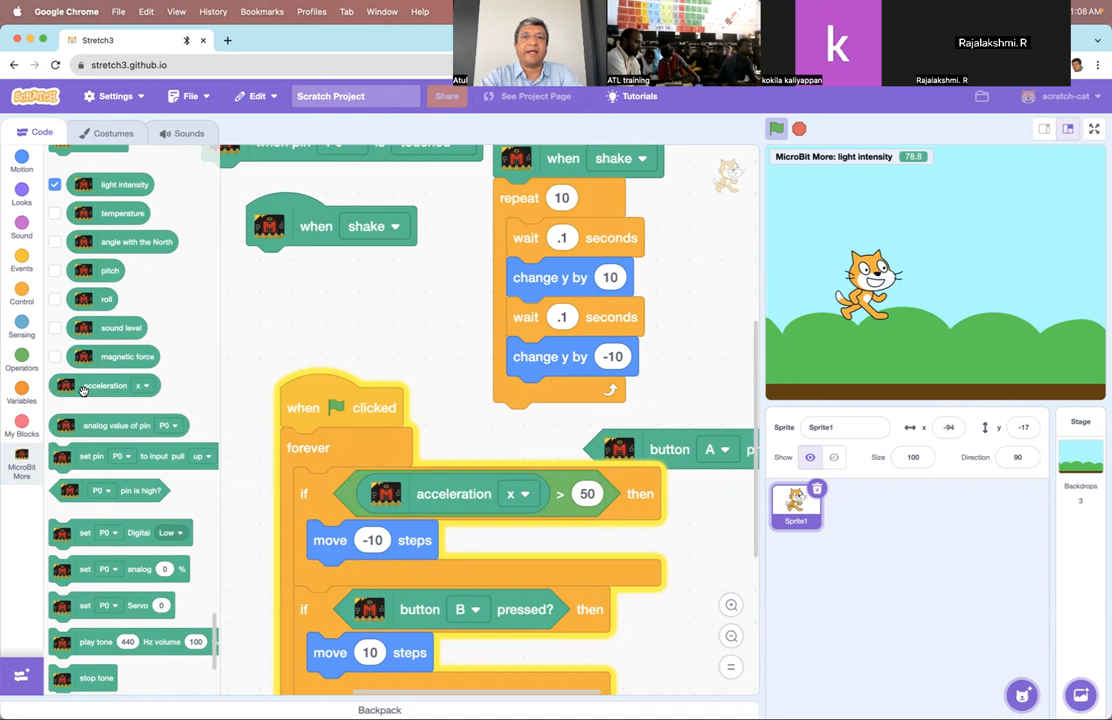 Google Chrome File Edit View History Bookmarks Profiles Tab Window Help
1:08 AM
Stretch3
stretch3.github.io
Atul
ATL training
k
kokila kaliyappan
Rajalakshmi. R
Rajalakshmi. R
SCRATCH Settings File Edit Scratch Project Share See Project Page Tutorials scratch-cat
Code Costumes Sounds
Motion
Looks
Sound
Events
Control
Sensing
Operators
Variables
My Blocks
MicroBit
More
light intensity
temperature
angle with the North
pitch
roll
sound level
magnetic force
acceleration x
analog value of pin P0
set pin P0 to input pull up
P0 pin is high?
set P0 Digital Low
set P0 analog 0 %
set P0 Servo 0
play tone 440 Hz volume 100
stop tone
when shake
when shake
repeat 10
wait .1 seconds
change y by 10
wait .1 seconds
change y by -10
when clicked
forever
if acceleration x > 50 then
move -10 steps
if button B pressed? then
move 10 steps
button A
Backpack
MicroBit More: light intensity 78.8
Sprite Sprite1 x -94 y -17
Show Size 100 Direction 90
Sprite1
Stage
Backdrops
3